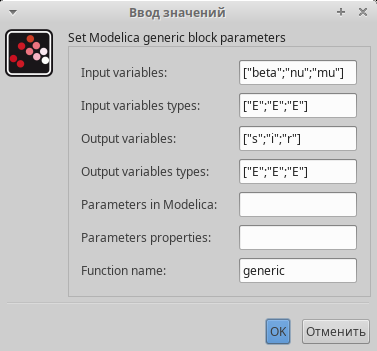 Ввод значений
Set Modelica generic block parameters
Input variables: ["beta";"nu";"mu"]
Input variables types: ["E";"E";"E"]
Output variables: ["s";"i";"r"]
Output variables types: ["E";"E";"E"]
Parameters in Modelica:
Parameters properties:
Function name: generic
OK Отменить